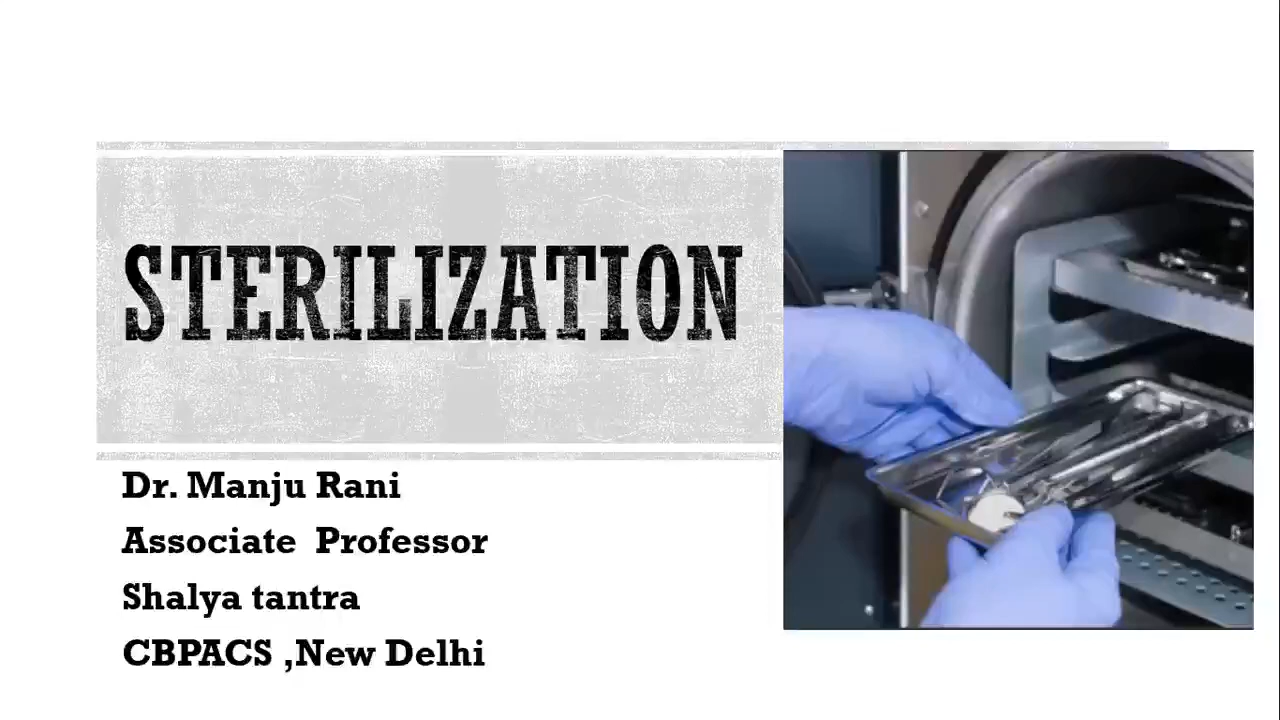 STERILIZATION
Dr. Manju Rani
Associate Professor
Shalya tantra
CBPACS ,New Delhi